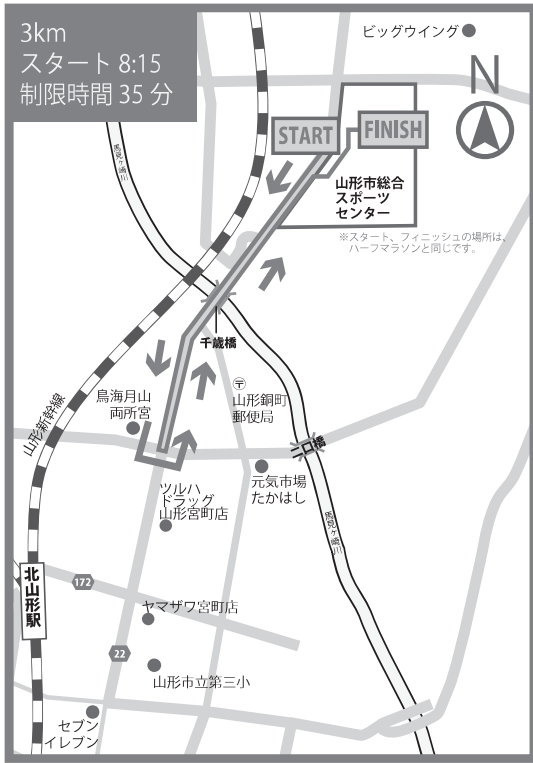 3km
スタート 8:15
制限時間 35 分
ビッグウイング
N
START
FINISH
山形市総合
スポーツ
センター
※スタート、フィニッシュの場所は、
ハーフマラソンと同じです。
馬見ヶ崎川
千歳橋
山形新幹線
鳥海月山
両所宮
〒
山形銅町
郵便局
二口橋
元気市場
たかはし
ツルハ
ドラッグ
山形宮町店
馬見ヶ崎川
北山形駅
172
ヤマザワ宮町店
22
山形市立第三小
セブン
イレブン